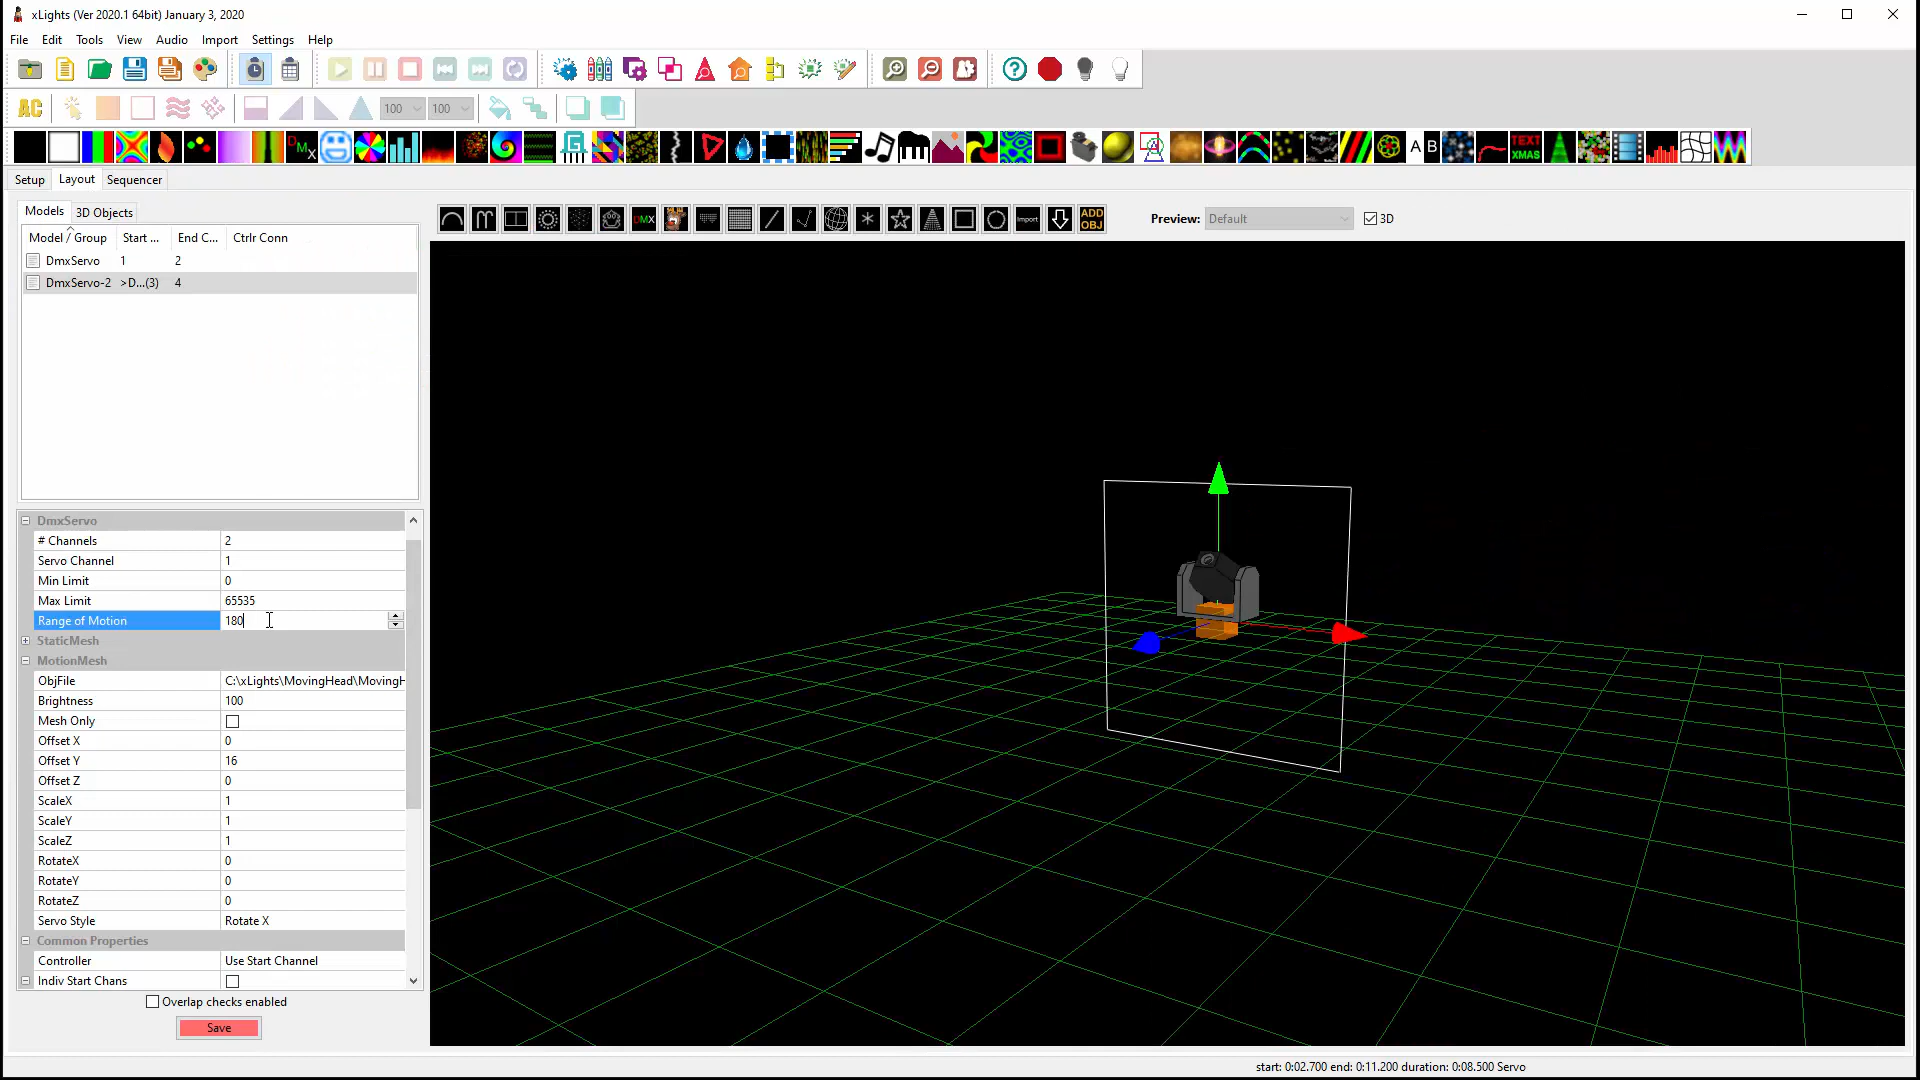 xLights (Ver 2020.1 64bit) January 3, 2020
File Edit Tools View Audio Import Settings Help
AC 100 100
DMX A B TEXT XMAS
Setup Layout Sequencer
Models 3D Objects
DMX Import ADD OBJ Preview: Default 3D
Model / Group Start ... End C... Ctrlr Conn
DmxServo 1 2
DmxServo-2 >D...(3) 4
DmxServo
# Channels 2
Servo Channel 1
Min Limit 0
Max Limit 65535
Range of Motion 180
StaticMesh
MotionMesh
ObjFile C:\xLights\MovingHead\MovingH
Brightness 100
Mesh Only
Offset X 0
Offset Y 16
Offset Z 0
ScaleX 1
ScaleY 1
ScaleZ 1
RotateX 0
RotateY 0
RotateZ 0
Servo Style Rotate X
Common Properties
Controller Use Start Channel
Indiv Start Chans
Overlap checks enabled
Save
start: 0:02.700 end: 0:11.200 duration: 0:08.500 Servo